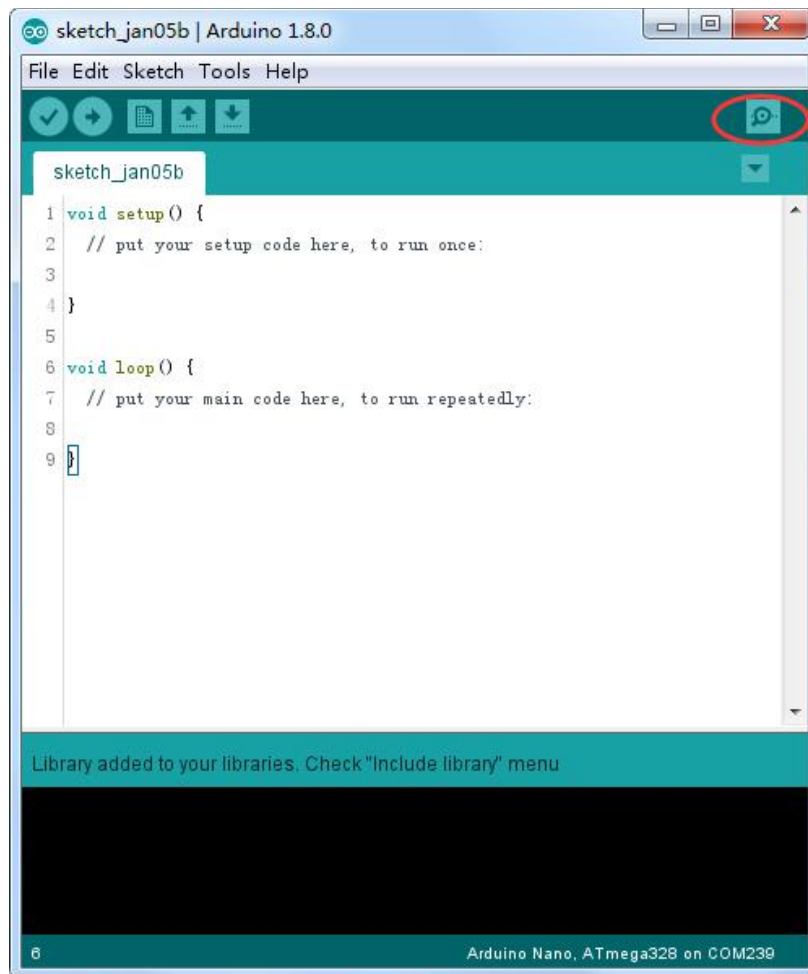 sketch_jan05b | Arduino 1.8.0
File Edit Sketch Tools Help
sketch_jan05b
1 void setup() {
2 // put your setup code here, to run once:
3
4 }
5
6 void loop() {
7 // put your main code here, to run repeatedly:
8
9 }
Library added to your libraries. Check "Include library" menu
6 Arduino Nano, ATmega328 on COM239